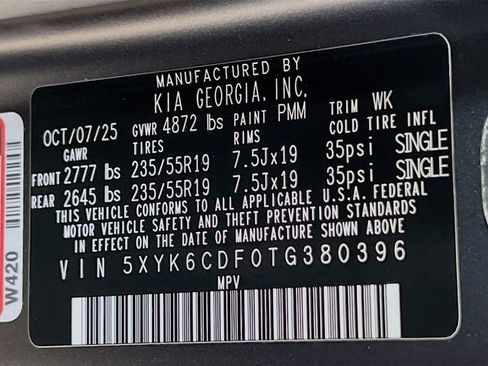 MANUFACTURED BY
KIA GEORGIA, INC.
OCT/07/25 GVWR 4872 lbs PAINT PMM TRIM WK
GAWR TIRES RIMS COLD TIRE INFL
FRONT 2777 lbs 235/55R19 7.5Jx19 35psi SINGLE
REAR 2645 lbs 235/55R19 7.5Jx19 35psi SINGLE
THIS VEHICLE CONFORMS TO ALL APPLICABLE U.S.A. FEDERAL
MOTOR VEHICLE SAFETY AND THEFT PREVENTION STANDARDS
IN EFFECT ON THE DATE OF MANUFACTURE SHOWN ABOVE.
VIN 5XYK6CDF0TG380396
MPV
W420